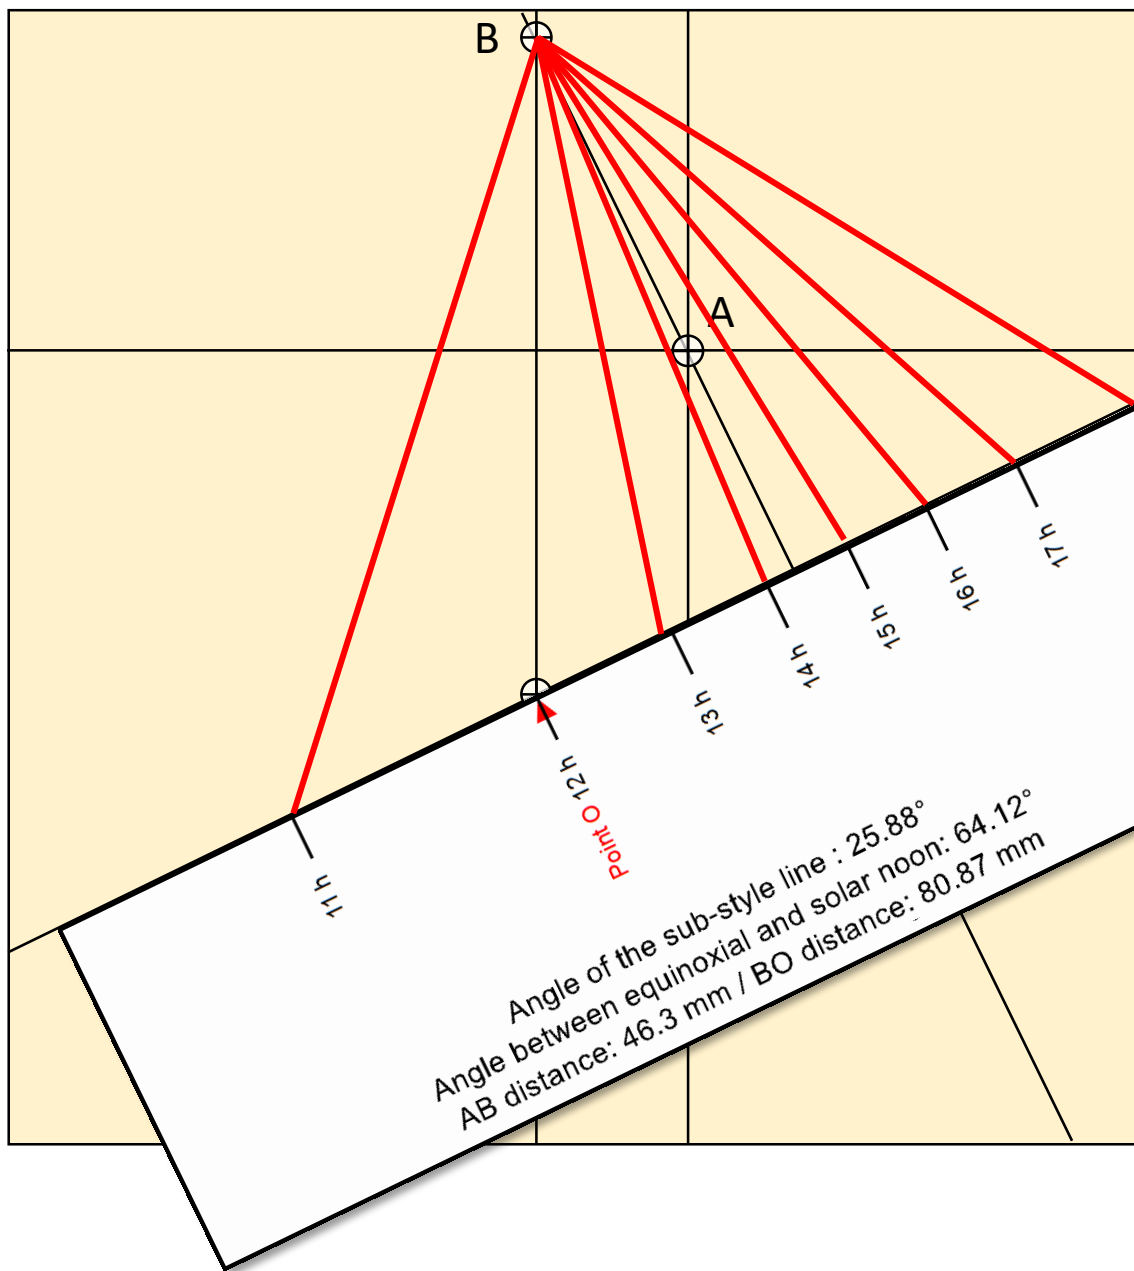 B
A
11 h
Point O 12 h
13 h
14 h
15 h
16 h
17 h
Angle of the sub-style line : 25.88°
Angle between equinoxial and solar noon: 64.12°
AB distance: 46.3 mm / BO distance: 80.87 mm